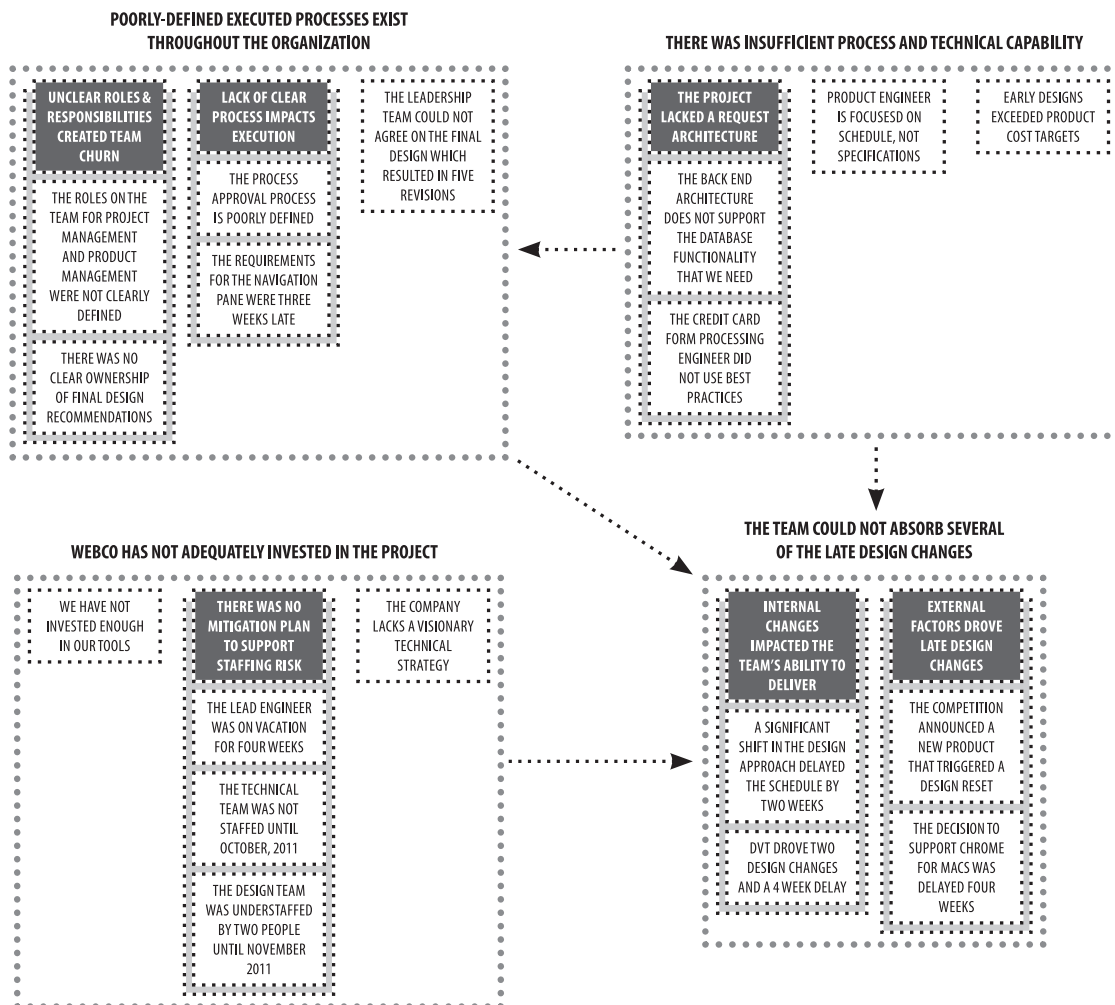 POORLY-DEFINED EXECUTED PROCESSES EXIST
THROUGHOUT THE ORGANIZATION
UNCLEAR ROLES &
RESPONSIBILITIES
CREATED TEAM
CHURN
THE ROLES ON THE
TEAM FOR PROJECT
MANAGEMENT
AND PRODUCT
MANAGEMENT
WERE NOT CLEARLY
DEFINED
THERE WAS NO
CLEAR OWNERSHIP
OF FINAL DESIGN
RECOMMENDATIONS
LACK OF CLEAR
PROCESS IMPACTS
EXECUTION
THE PROCESS
APPROVAL PROCESS
IS POORLY DEFINED
THE REQUIREMENTS
FOR THE NAVIGATION
PANE WERE THREE
WEEKS LATE
THE LEADERSHIP
TEAM COULD NOT
AGREE ON THE FINAL
DESIGN WHICH
RESULTED IN FIVE
REVISIONS
THERE WAS INSUFFICIENT PROCESS AND TECHNICAL CAPABILITY
THE PROJECT
LACKED A REQUEST
ARCHITECTURE
THE BACK END
ARCHITECTURE
DOES NOT SUPPORT
THE DATABASE
FUNCTIONALITY
THAT WE NEED
THE CREDIT CARD
FORM PROCESSING
ENGINEER DID
NOT USE BEST
PRACTICES
PRODUCT ENGINEER
IS FOCUSESD ON
SCHEDULE, NOT
SPECIFICATIONS
EARLY DESIGNS
EXCEEDED PRODUCT
COST TARGETS
WEBCO HAS NOT ADEQUATELY INVESTED IN THE PROJECT
WE HAVE NOT
INVESTED ENOUGH
IN OUR TOOLS
THERE WAS NO
MITIGATION PLAN
TO SUPPORT
STAFFING RISK
THE LEAD ENGINEER
WAS ON VACATION
FOR FOUR WEEKS
THE TECHNICAL
TEAM WAS NOT
STAFFED UNTIL
OCTOBER, 2011
THE DESIGN TEAM
WAS UNDERSTAFFED
BY TWO PEOPLE
UNTIL NOVEMBER
2011
THE COMPANY
LACKS A VISIONARY
TECHNICAL
STRATEGY
THE TEAM COULD NOT ABSORB SEVERAL
OF THE LATE DESIGN CHANGES
INTERNAL
CHANGES
IMPACTED THE
TEAM'S ABILITY TO
DELIVER
A SIGNIFICANT
SHIFT IN THE DESIGN
APPROACH DELAYED
THE SCHEDULE BY
TWO WEEKS
DVT DROVE TWO
DESIGN CHANGES
AND A 4 WEEK DELAY
EXTERNAL
FACTORS DROVE
LATE DESIGN
CHANGES
THE COMPETITION
ANNOUNCED A
NEW PRODUCT
THAT TRIGGERED A
DESIGN RESET
THE DECISION TO
SUPPORT CHROME
FOR MACS WAS
DELAYED FOUR
WEEKS